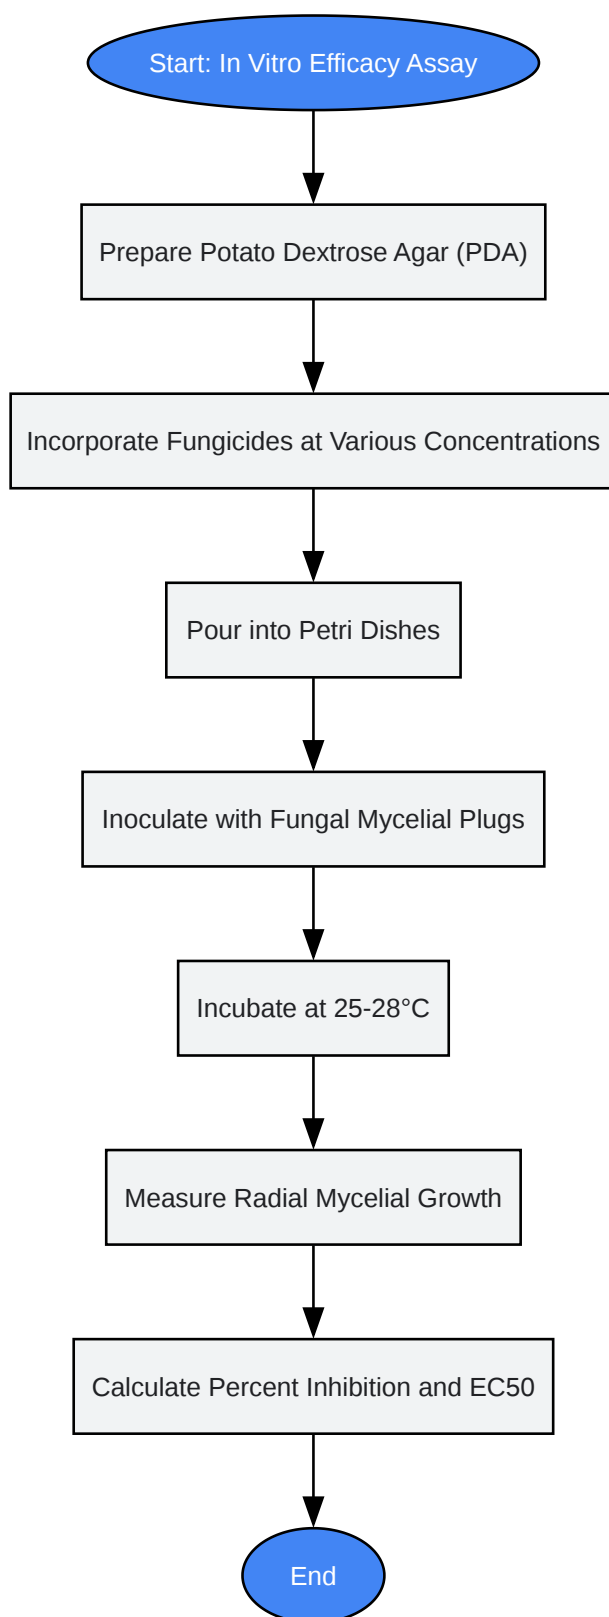 Start: In Vitro Efficacy Assay
Prepare Potato Dextrose Agar (PDA)
Incorporate Fungicides at Various Concentrations
Pour into Petri Dishes
Inoculate with Fungal Mycelial Plugs
Incubate at 25-28°C
Measure Radial Mycelial Growth
Calculate Percent Inhibition and EC50
End